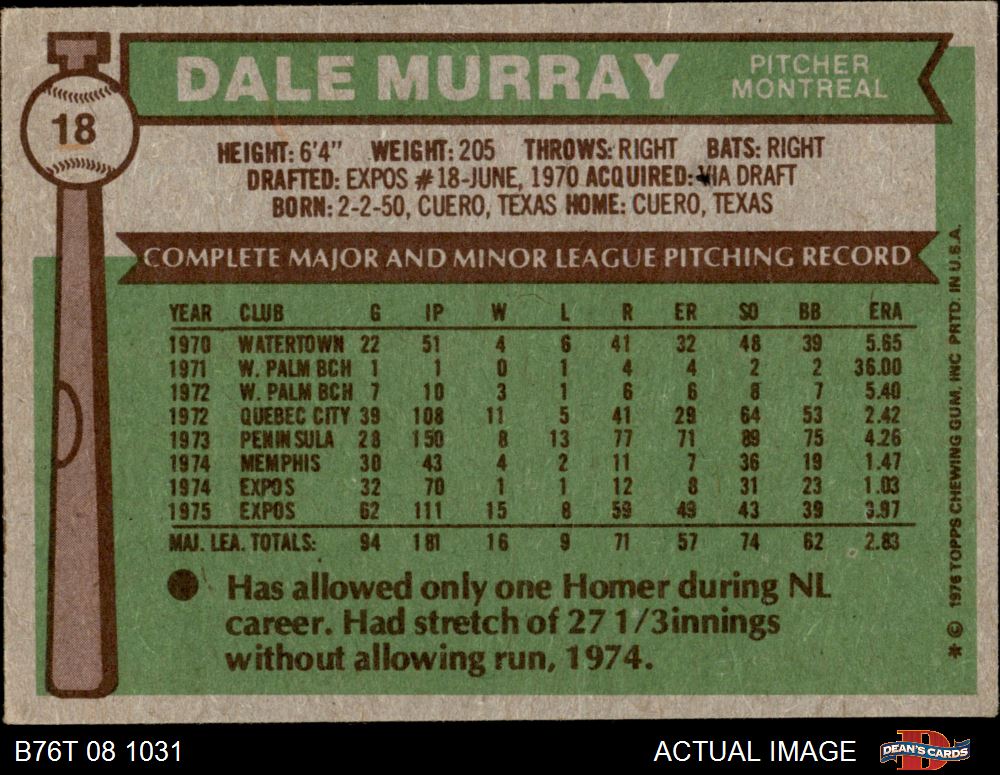 18
DALE MURRAY
PITCHER
MONTREAL
HEIGHT: 6'4" WEIGHT: 205 THROWS: RIGHT BATS: RIGHT
DRAFTED: EXPOS #18-JUNE, 1970 ACQUIRED: VIA DRAFT
BORN: 2-2-50, CUERO, TEXAS HOME: CUERO, TEXAS
COMPLETE MAJOR AND MINOR LEAGUE PITCHING RECORD
YEAR CLUB G IP W L R ER SO BB ERA
1970 WATERTOWN 22 51 4 6 41 32 48 39 5.65
1971 W. PALM BCH 1 1 0 1 4 4 2 2 36.00
1972 W. PALM BCH 7 10 3 1 6 6 8 7 5.40
1972 QUEBEC CITY 39 108 11 5 41 29 64 53 2.42
1973 PENINSULA 28 150 8 13 77 71 89 75 4.26
1974 MEMPHIS 30 43 4 2 11 7 36 19 1.47
1974 EXPOS 32 70 1 1 12 8 31 23 1.03
1975 EXPOS 62 111 15 8 59 49 43 39 3.97
MAJ. LEA. TOTALS: 94 181 16 9 71 57 74 62 2.83
● Has allowed only one Homer during NL
career. Had stretch of 27 1/3innings
without allowing run, 1974.
* © 1976 TOPPS CHEWING GUM, INC PRTD. IN U.S.A.
B76T 08 1031 ACTUAL IMAGE DEAN'S CARDS